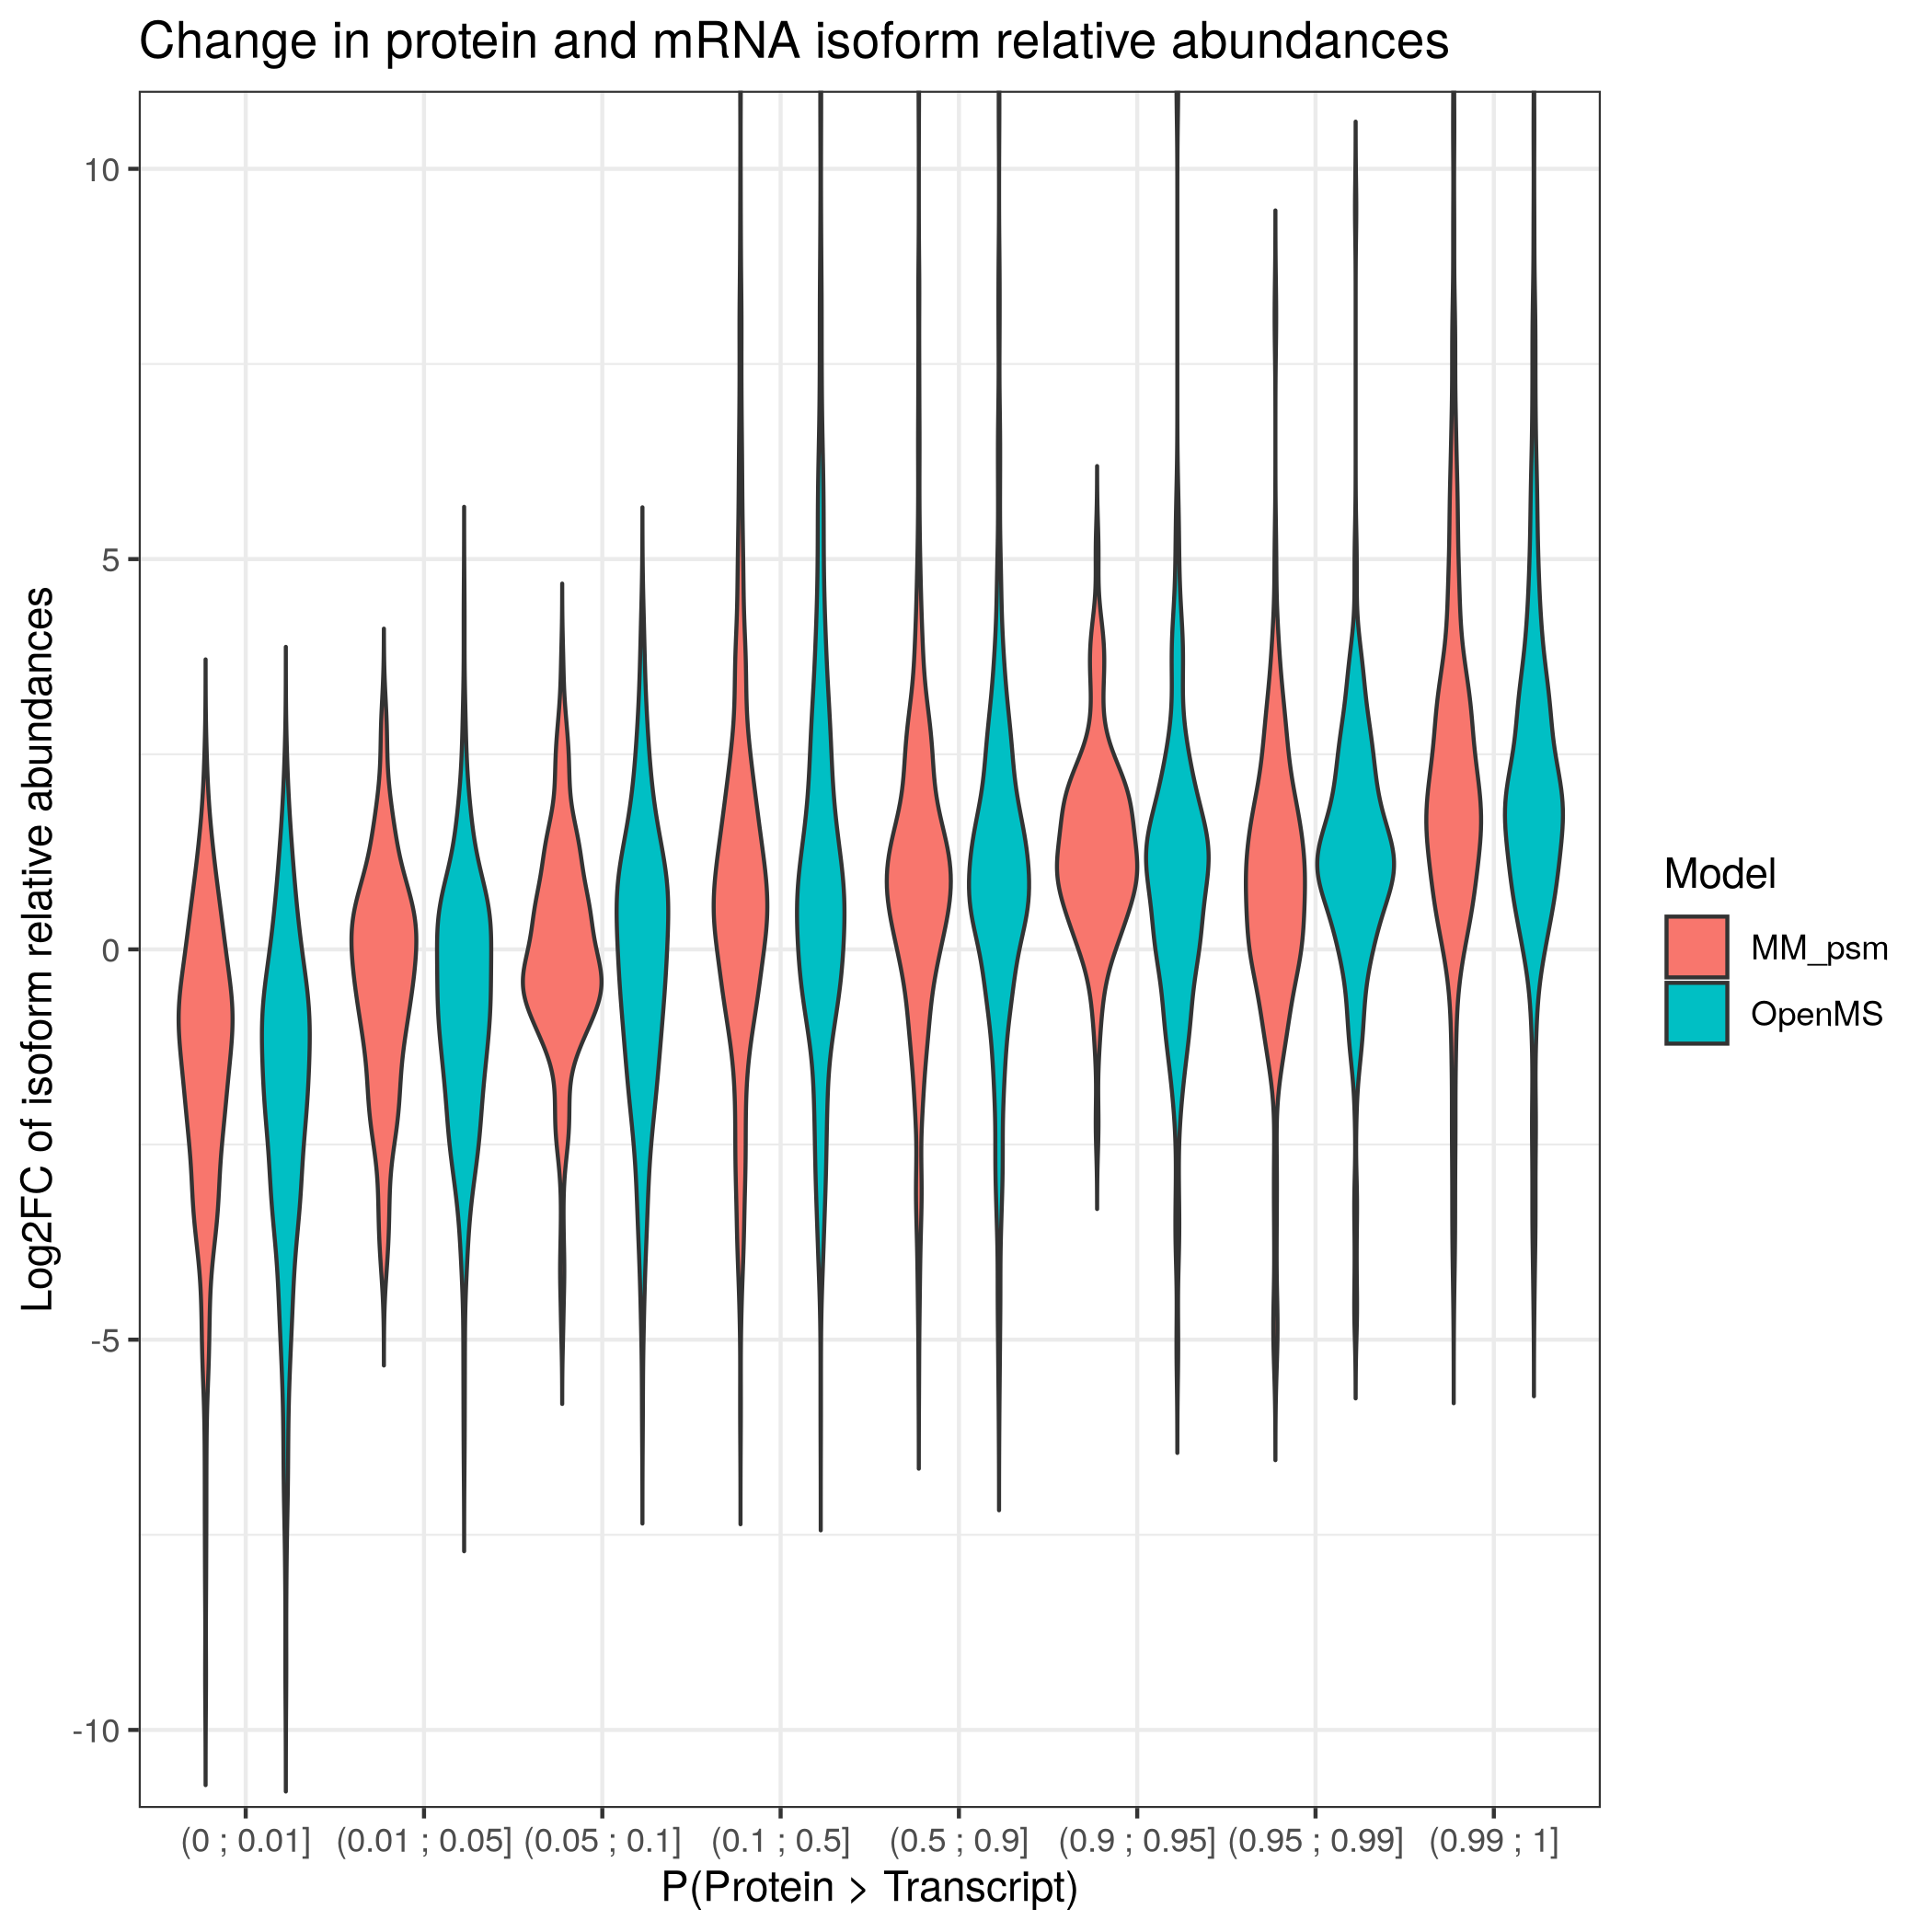 Change in protein and mRNA isoform relative abundances
Log2FC of isoform relative abundances
10
5
0
-5
-10
(0 ; 0.01]
(0.01 ; 0.05]
(0.05 ; 0.1]
(0.1 ; 0.5]
(0.5 ; 0.9]
(0.9 ; 0.95]
(0.95 ; 0.99]
(0.99 ; 1]
P(Protein > Transcript)
Model
MM_psm
OpenMS